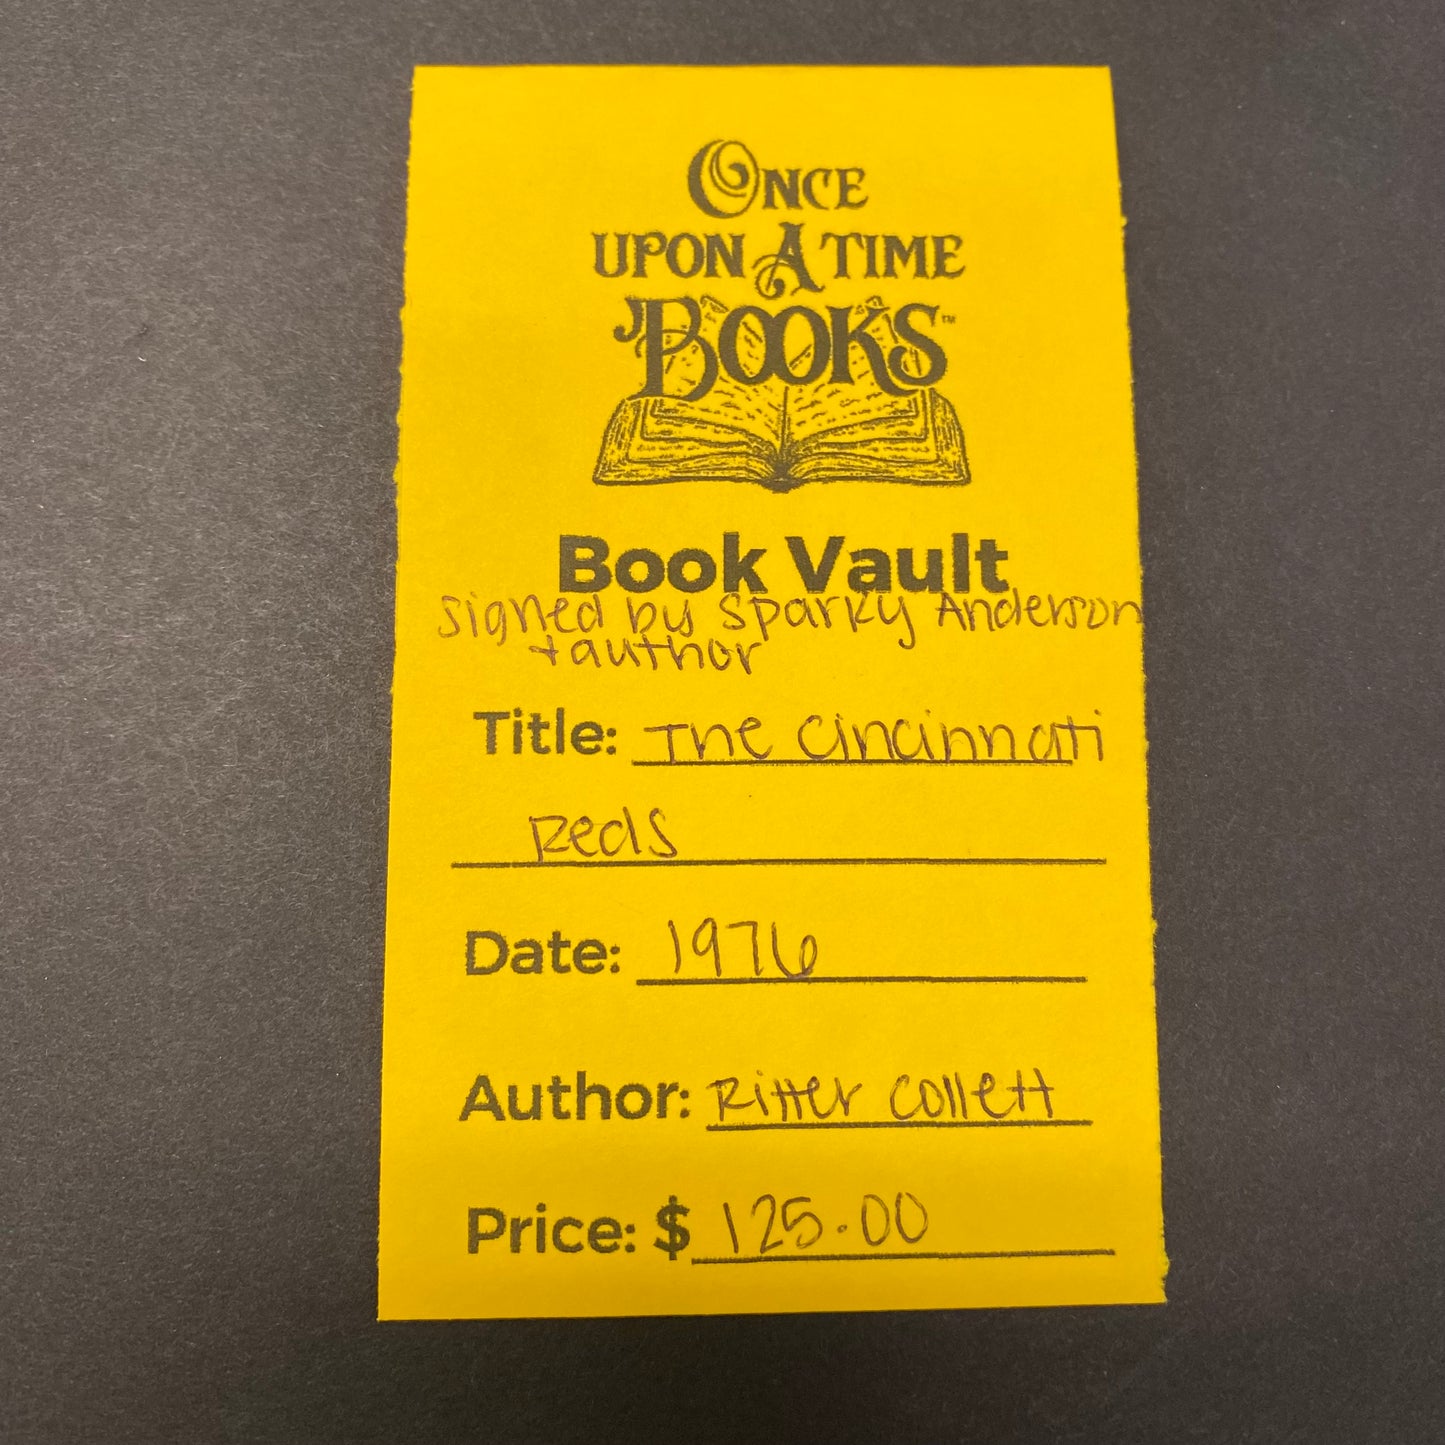 ONCE
UPON A TIME
BOOKS™
Book Vault
signed by Sparky Anderson
+ author
Title: The Cincinnati
Reds
Date: 1976
Author: Ritter Collett
Price: $ 125.00